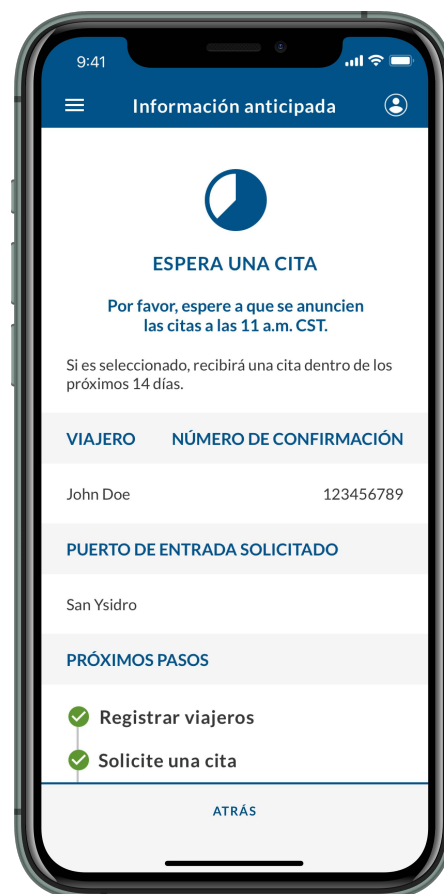 9:41
Información anticipada
ESPERA UNA CITA
Por favor, espere a que se anuncien
las citas a las 11 a.m. CST.
Si es seleccionado, recibirá una cita dentro de los
próximos 14 días.
VIAJERO NÚMERO DE CONFIRMACIÓN
John Doe 123456789
PUERTO DE ENTRADA SOLICITADO
San Ysidro
PRÓXIMOS PASOS
Registrar viajeros
Solicite una cita
ATRÁS